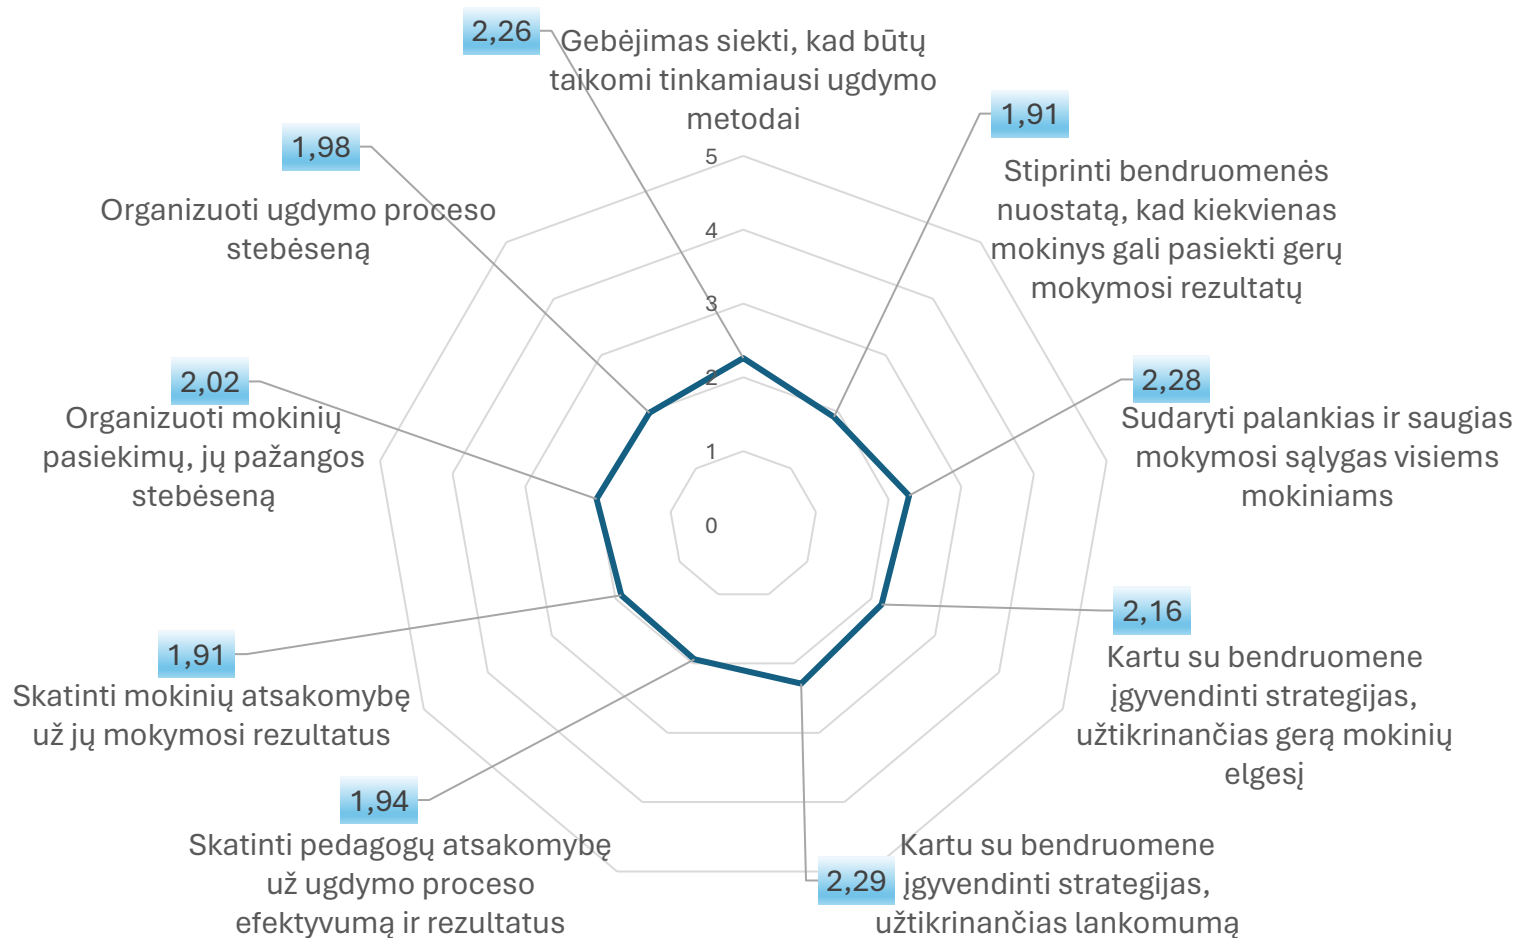 2,26
Gebėjimas siekti, kad būtų
taikomi tinkamiausi ugdymo
metodai
1,91
Stiprinti bendruomenės
nuostatą, kad kiekvienas
mokinys gali pasiekti gerų
mokymosi rezultatų
2,28
Sudaryti palankias ir saugias
mokymosi sąlygas visiems
mokiniams
2,16
Kartu su bendruomene
įgyvendinti strategijas,
užtikrinančias gerą mokinių
elgesį
2,29
Kartu su bendruomene
įgyvendinti strategijas,
užtikrinančias lankomumą
1,94
Skatinti pedagogų atsakomybę
už ugdymo proceso
efektyvumą ir rezultatus
1,91
Skatinti mokinių atsakomybę
už jų mokymosi rezultatus
2,02
Organizuoti mokinių
pasiekimų, jų pažangos
stebėseną
1,98
Organizuoti ugdymo proceso
stebėseną
5
4
3
2
1
0